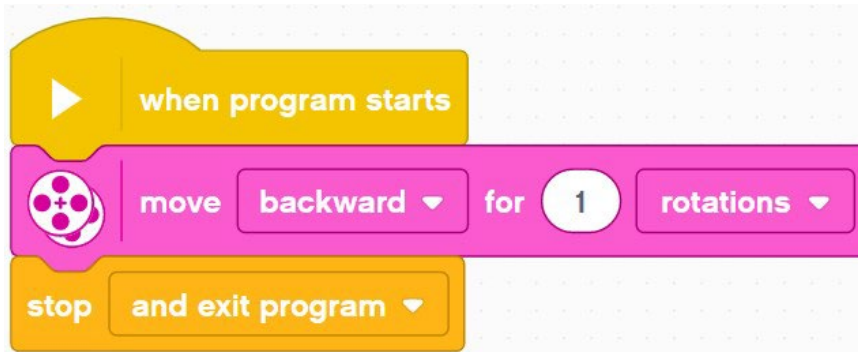 when program starts
move backward for 1 rotations
stop and exit program